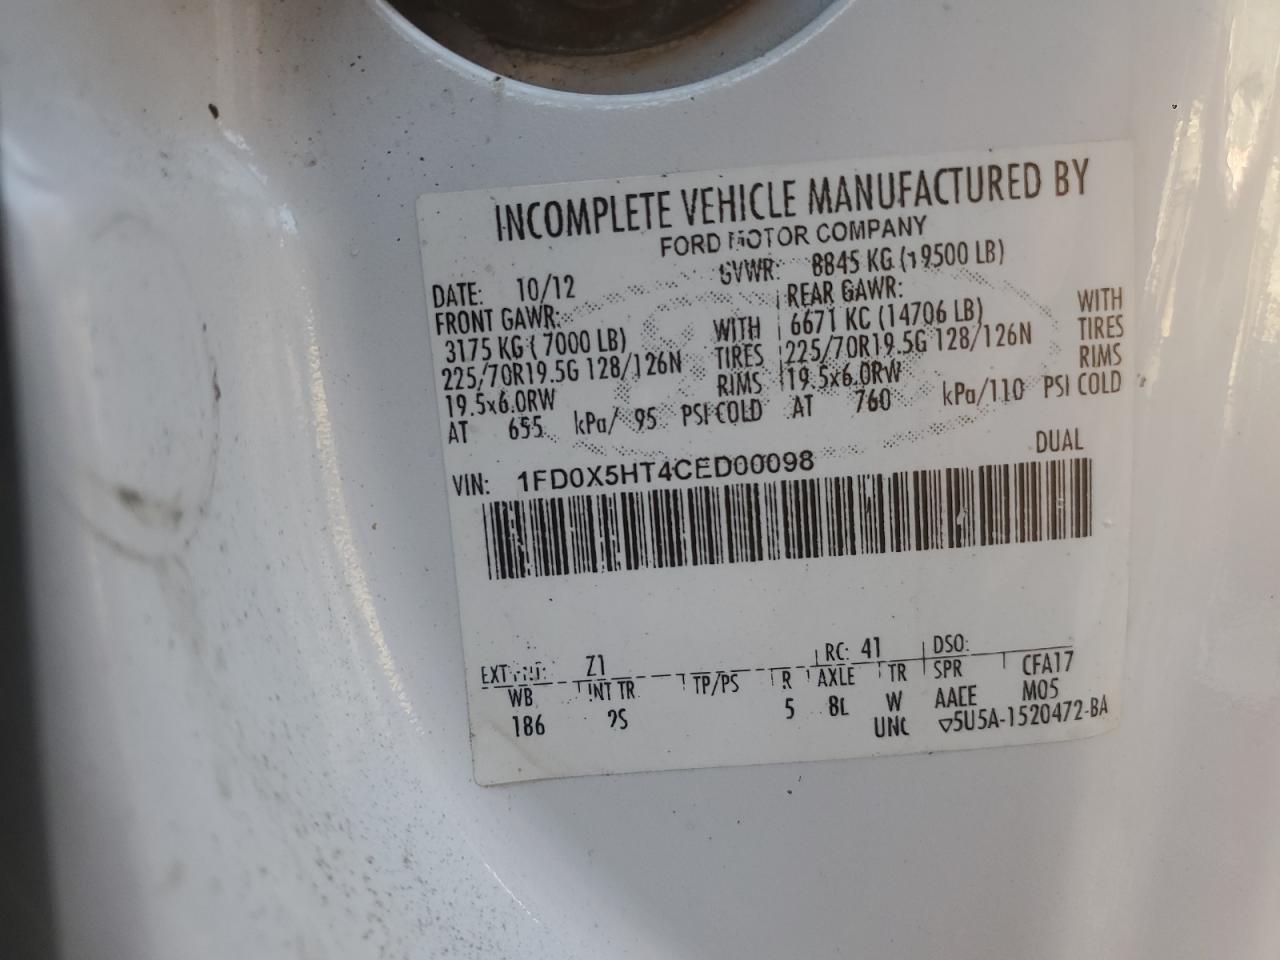 INCOMPLETE VEHICLE MANUFACTURED BY
FORD MOTOR COMPANY
DATE: 10/12 GVWR: 8845 KG (19500 LB)
FRONT GAWR: REAR GAWR:
3175 KG ( 7000 LB) WITH 6671 KG (14706 LB) WITH
225/70R19.5G 128/126N TIRES 225/70R19.5G 128/126N TIRES
19.5x6.0RW RIMS 19.5x6.0RW RIMS
AT 655 kPa/ 95 PSI COLD AT 760 kPa/110 PSI COLD
VIN: 1FD0X5HT4CED00098 DUAL
EXT PNT: Z1 RC: 41 DSO:
WB INT TR TP/PS R AXLE TR SPR CFA17
186 2S 5 8L W AACE M05
UNC ▽5U5A-1520472-BA